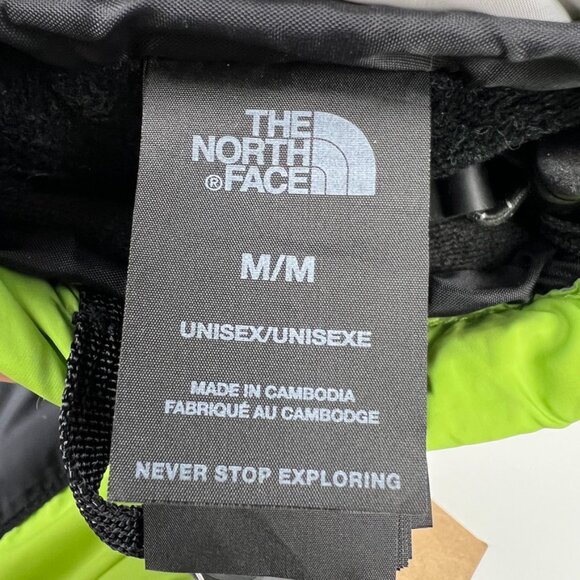 THE
NORTH
®FACE
M/M
UNISEX/UNISEXE
MADE IN CAMBODIA
FABRIQUÉ AU CAMBODGE
NEVER STOP EXPLORING